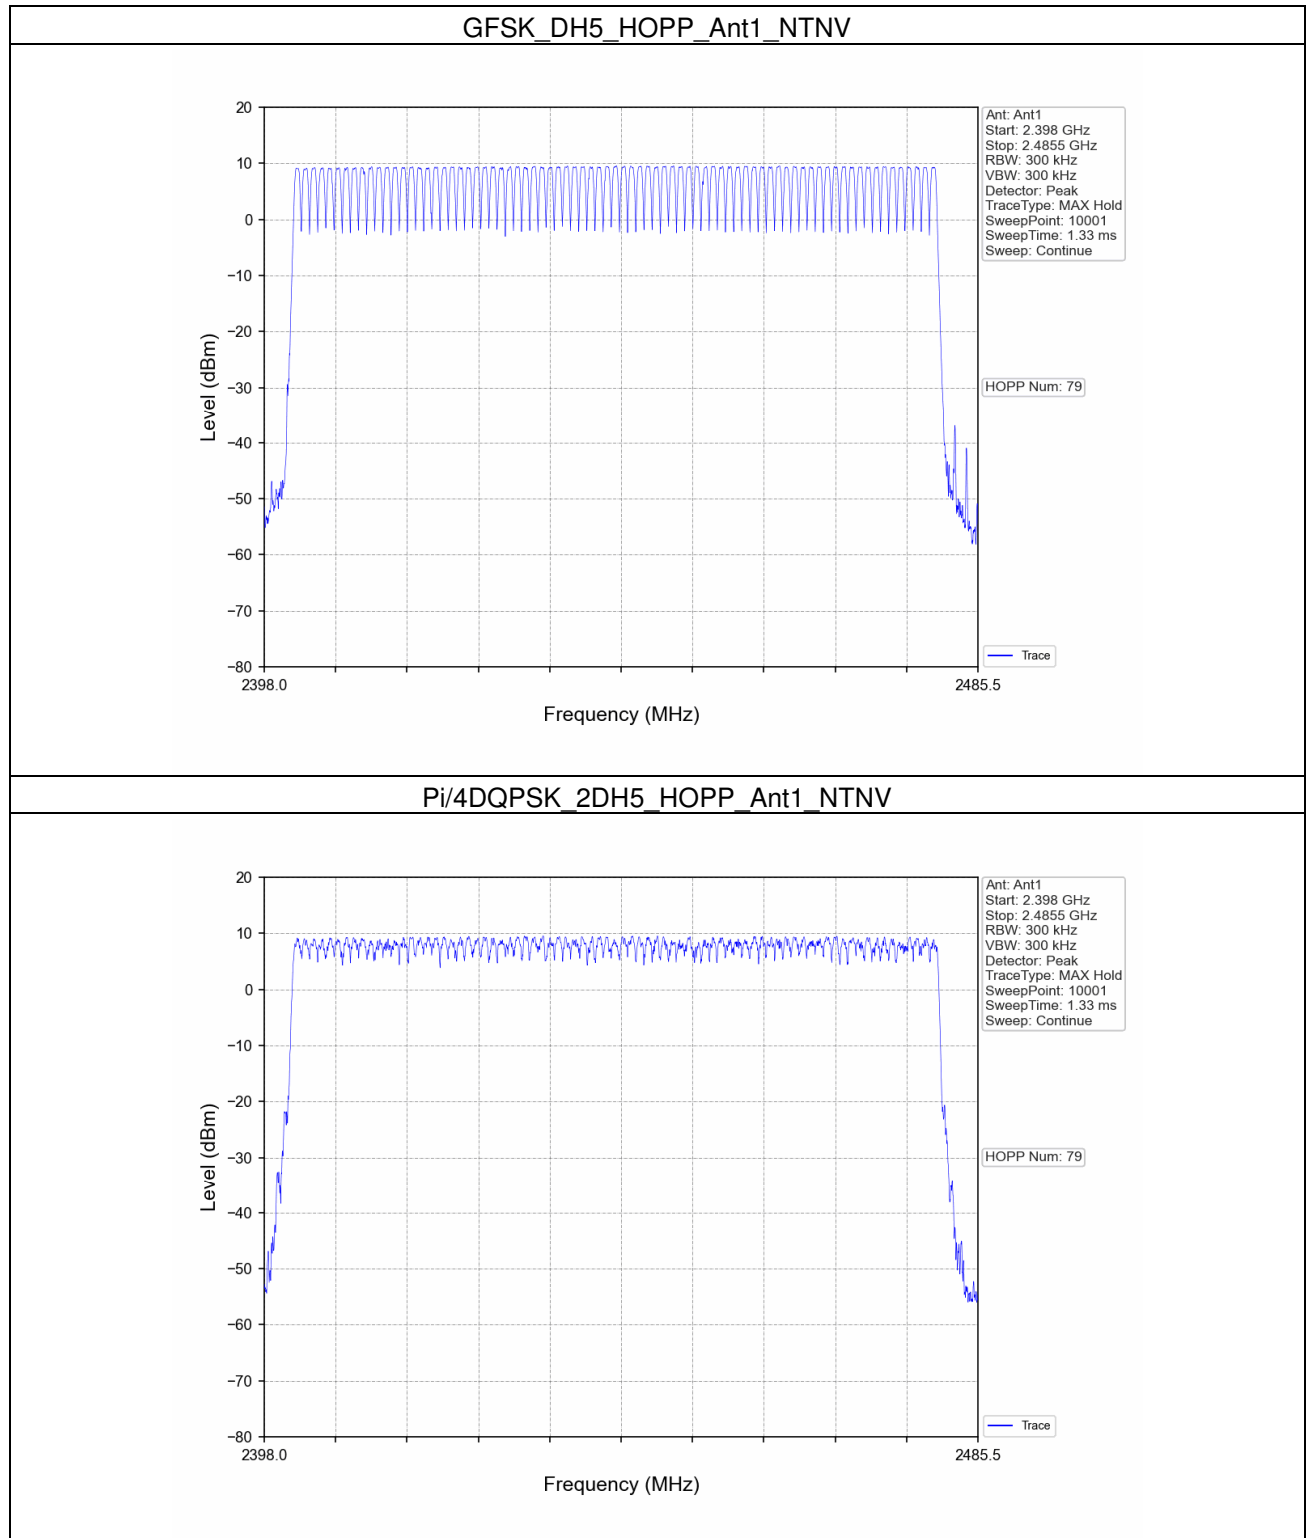 GFSK_DH5_HOPP_Ant1_NTNV
20
10
0
−10
−20
−30
−40
−50
−60
−70
−80
Level (dBm)
2398.0
2485.5
Frequency (MHz)
Ant: Ant1
Start: 2.398 GHz
Stop: 2.4855 GHz
RBW: 300 kHz
VBW: 300 kHz
Detector: Peak
TraceType: MAX Hold
SweepPoint: 10001
SweepTime: 1.33 ms
Sweep: Continue
HOPP Num: 79
Trace
Pi/4DQPSK_2DH5_HOPP_Ant1_NTNV
20
10
0
−10
−20
−30
−40
−50
−60
−70
−80
Level (dBm)
2398.0
2485.5
Frequency (MHz)
Ant: Ant1
Start: 2.398 GHz
Stop: 2.4855 GHz
RBW: 300 kHz
VBW: 300 kHz
Detector: Peak
TraceType: MAX Hold
SweepPoint: 10001
SweepTime: 1.33 ms
Sweep: Continue
HOPP Num: 79
Trace